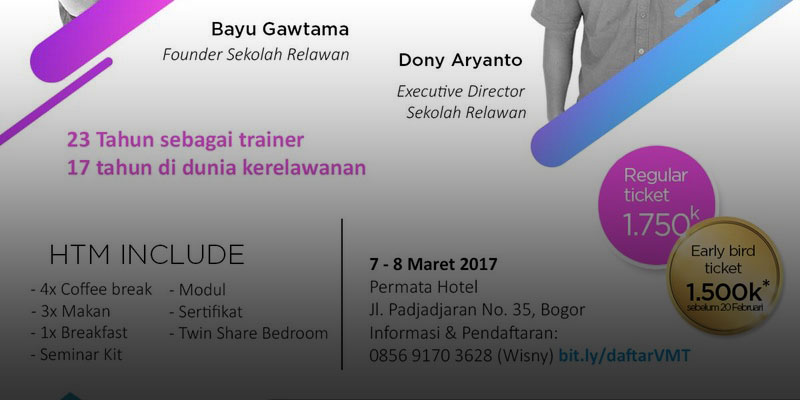 Bayu Gawtama
Founder Sekolah Relawan
Dony Aryanto
Executive Director
Sekolah Relawan
23 Tahun sebagai trainer
17 tahun di dunia kerelawanan
Regular
ticket
1.750k
Early bird
ticket
1.500k*
sebelum 20 Februari
HTM INCLUDE
- 4x Coffee break
- 3x Makan
- 1x Breakfast
- Seminar Kit
- Modul
- Sertifikat
- Twin Share Bedroom
7 - 8 Maret 2017
Permata Hotel
Jl. Padjadjaran No. 35, Bogor
Informasi & Pendaftaran:
0856 9170 3628 (Wisny) bit.ly/daftarVMT